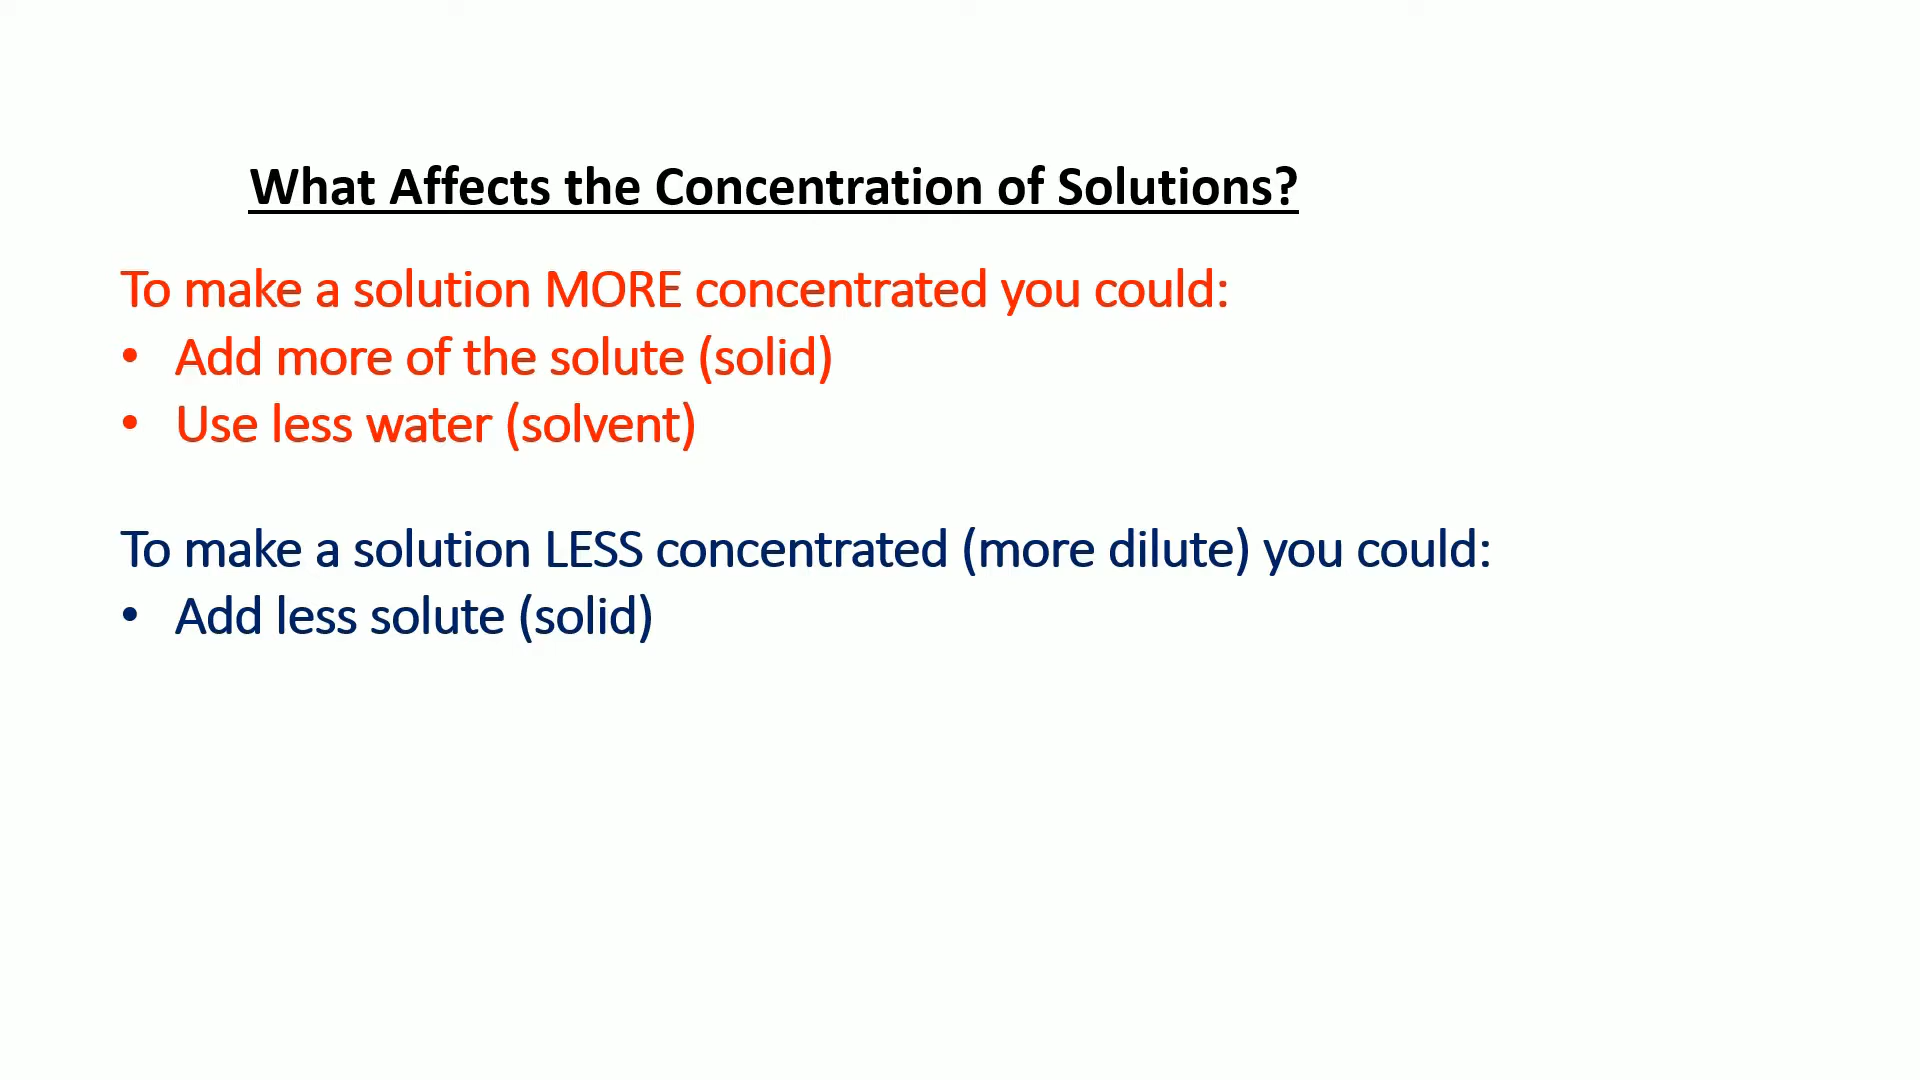 What Affects the Concentration of Solutions?
To make a solution MORE concentrated you could:
• Add more of the solute (solid)
• Use less water (solvent)
To make a solution LESS concentrated (more dilute) you could:
• Add less solute (solid)